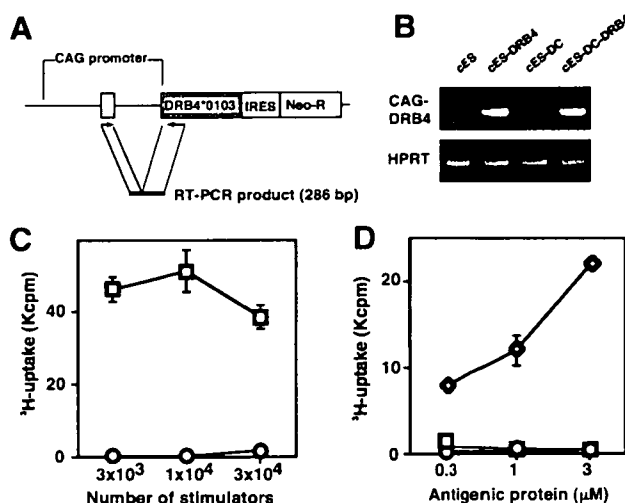 A
CAG promoter
DRB4*0103
IRES
Neo-R
RT-PCR product (286 bp)
B
cES
cES-DRB4
cES-DC
cES-DC-DRB4
CAG-
DRB4
HPRT
C
³H-uptake (Kcpm)
40
20
0
3x10³
1x10⁴
3x10⁴
Number of stimulators
D
³H-uptake (Kcpm)
20
10
0
0.3
1
3
Antigenic protein (μM)